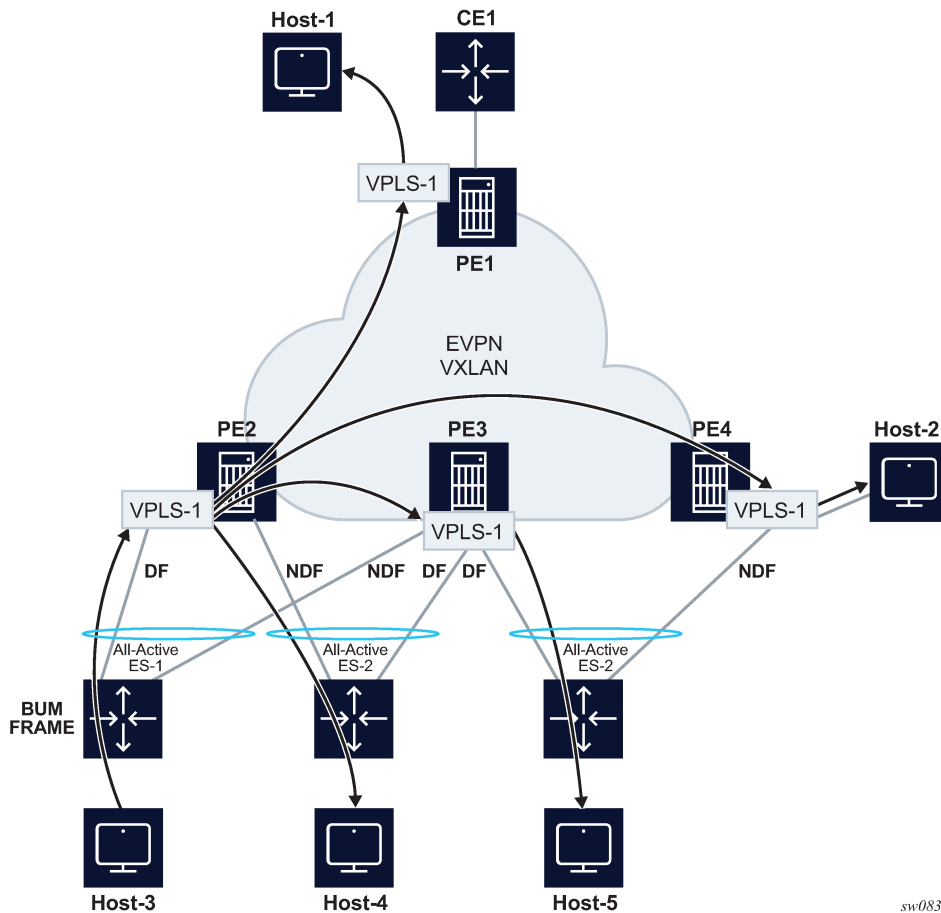 Host-1
CE1
VPLS-1
PE1
EVPN
VXLAN
PE2
PE3
PE4
Host-2
VPLS-1
VPLS-1
VPLS-1
DF
NDF
NDF
DF
DF
NDF
All-Active
ES-1
All-Active
ES-2
All-Active
ES-2
BUM
FRAME
Host-3
Host-4
Host-5
sw083